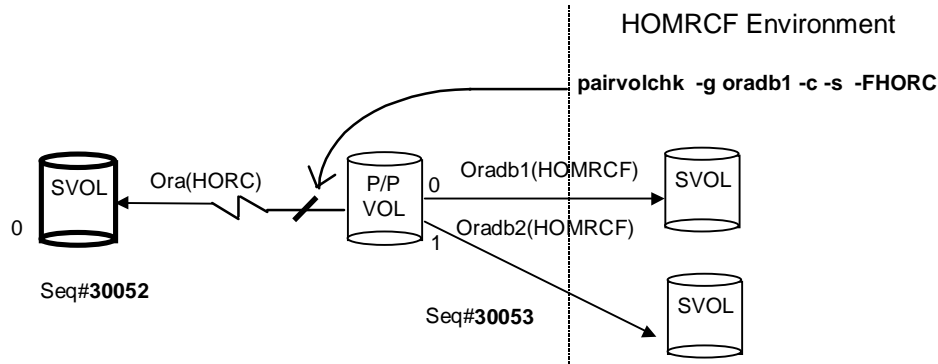 HOMRCF Environment
pairvolchk -g oradb1 -c -s -FHORC
SVOL
Ora(HORC)
P/P
VOL
0
Oradb1(HOMRCF)
SVOL
0
Oradb2(HOMRCF)
1
Seq#30052
Seq#30053
SVOL